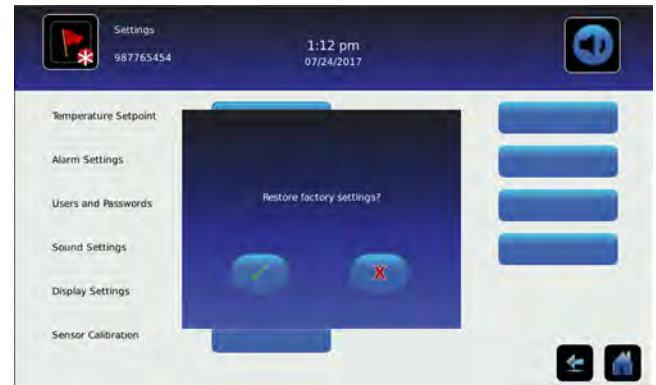 Settings
987765454
1:12 pm
07/24/2017
Temperature Setpoint
Alarm Settings
Users and Passwords
Sound Settings
Display Settings
Sensor Calibration
Restore factory settings?